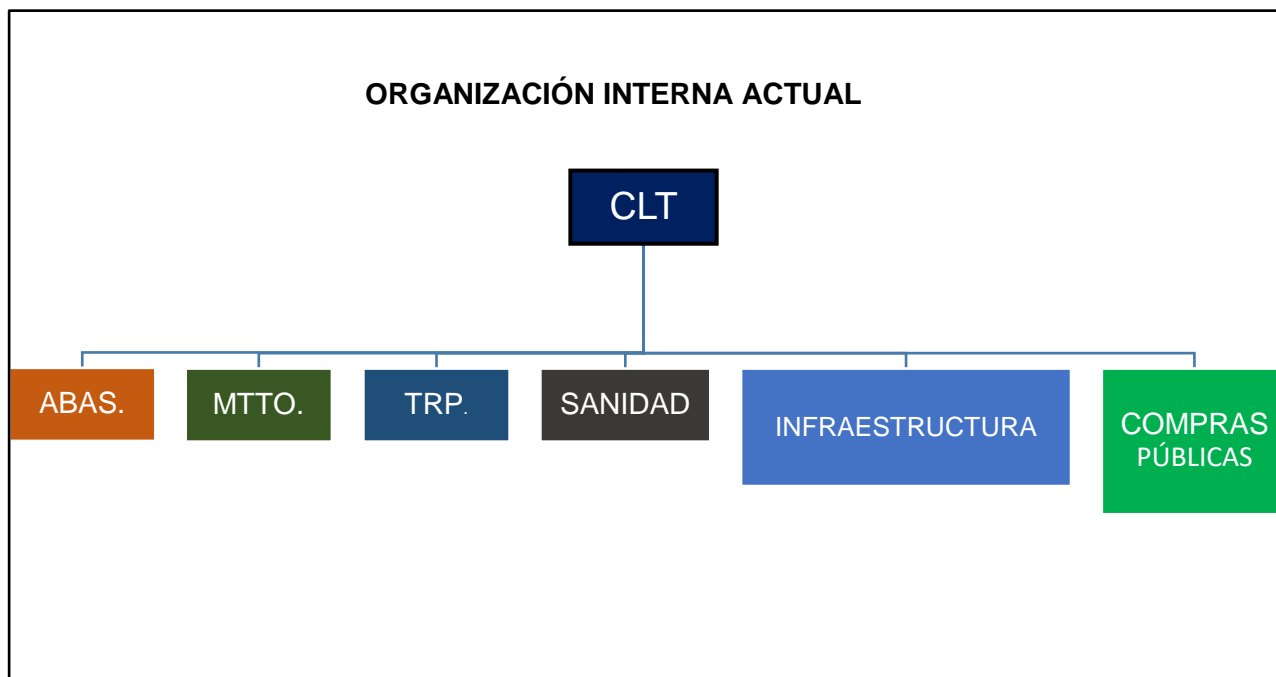 ORGANIZACIÓN INTERNA ACTUAL
CLT
ABAS.
MTTO.
TRP.
SANIDAD
INFRAESTRUCTURA
COMPRAS
PÚBLICAS